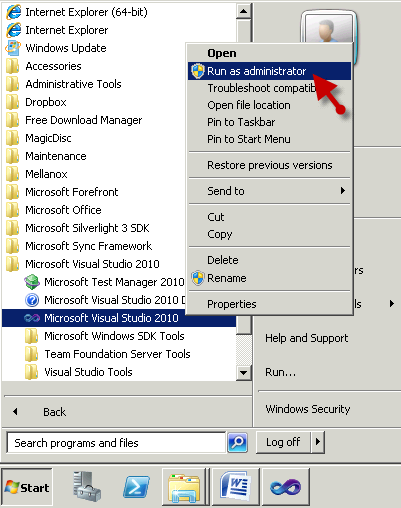 Internet Explorer (64-bit)
Internet Explorer
Windows Update
Accessories
Administrative Tools
Dropbox
Free Download Manager
MagicDisc
Maintenance
Mellanox
Microsoft Forefront
Microsoft Office
Microsoft Silverlight 3 SDK
Microsoft Sync Framework
Microsoft Visual Studio 2010
Microsoft Test Manager 2010
Microsoft Visual Studio 2010 D
Microsoft Visual Studio 2010
Microsoft Windows SDK Tools
Team Foundation Server Tools
Visual Studio Tools
Back
Search programs and files
Open
Run as administrator
Troubleshoot compatib
Open file location
Pin to Taskbar
Pin to Start Menu
Restore previous versions
Send to
Cut
Copy
Delete
Rename
Properties
rs
ls
Help and Support
Run...
Windows Security
Log off
Start